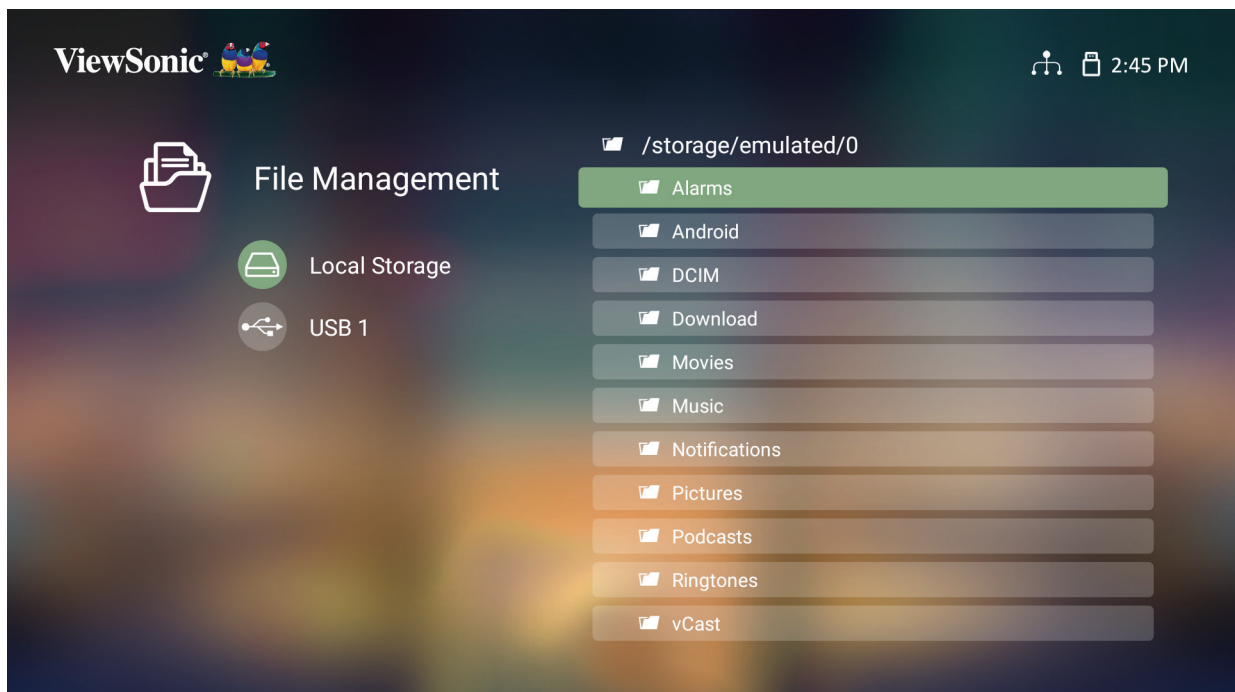 ViewSonic®
2:45 PM
File Management
Local Storage
USB 1
/storage/emulated/0
Alarms
Android
DCIM
Download
Movies
Music
Notifications
Pictures
Podcasts
Ringtones
vCast